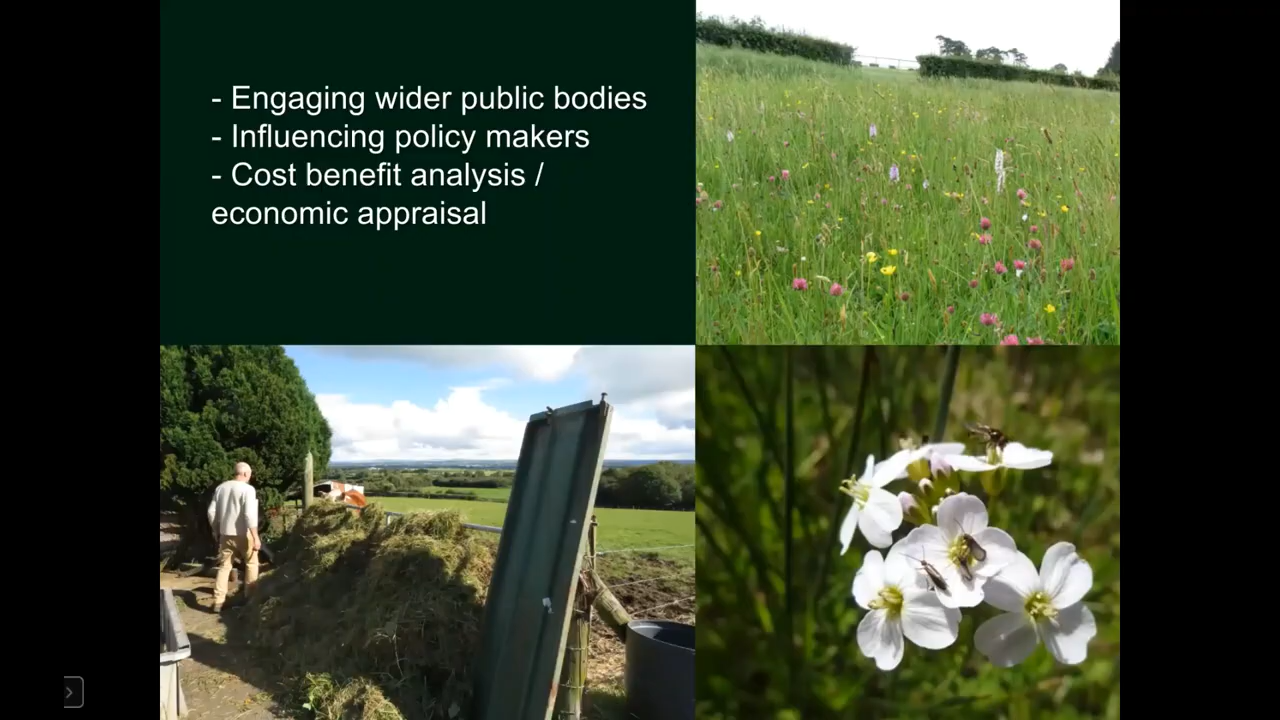 - Engaging wider public bodies
- Influencing policy makers
- Cost benefit analysis /
economic appraisal